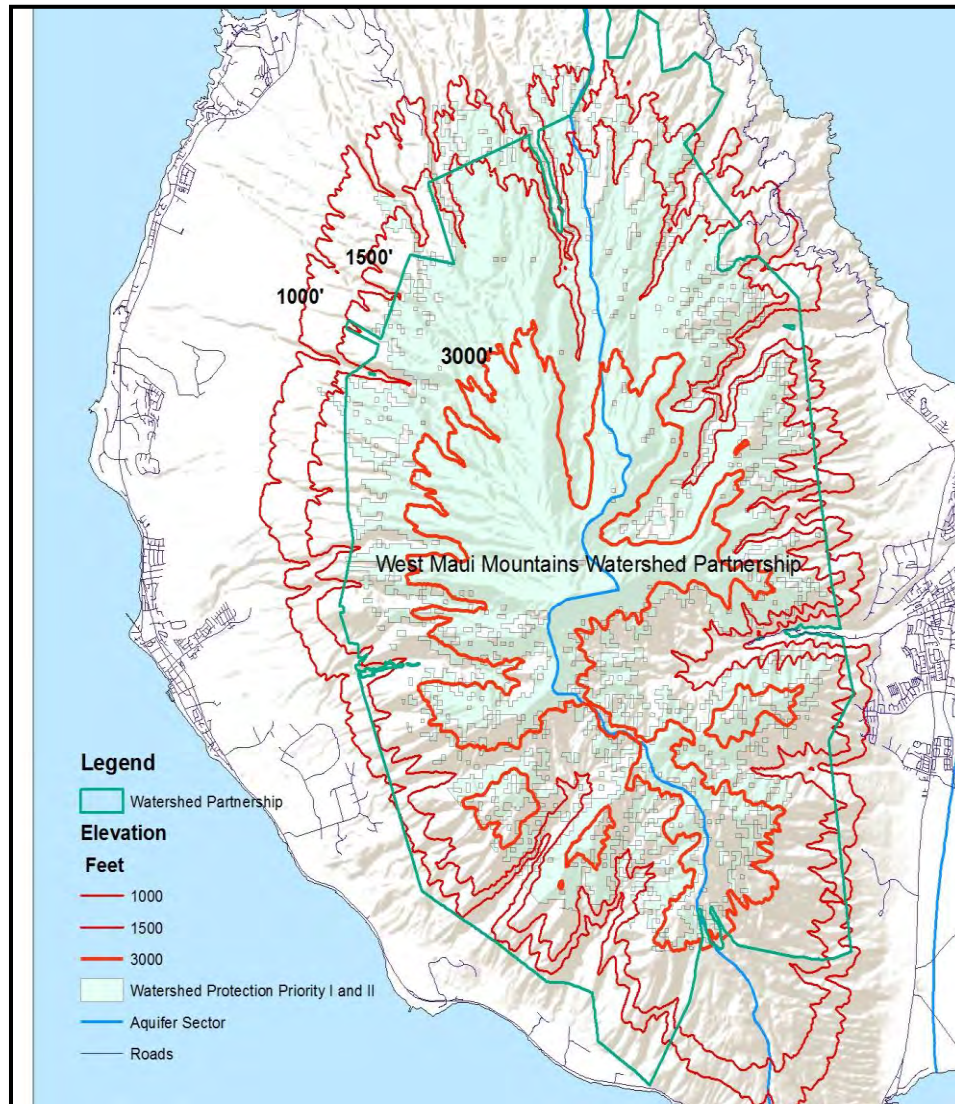 1500'
1000'
3000'
West Maui Mountains Watershed Partnership
Legend
Watershed Partnership
Elevation
Feet
1000
1500
3000
Watershed Protection Priority I and II
Aquifer Sector
Roads